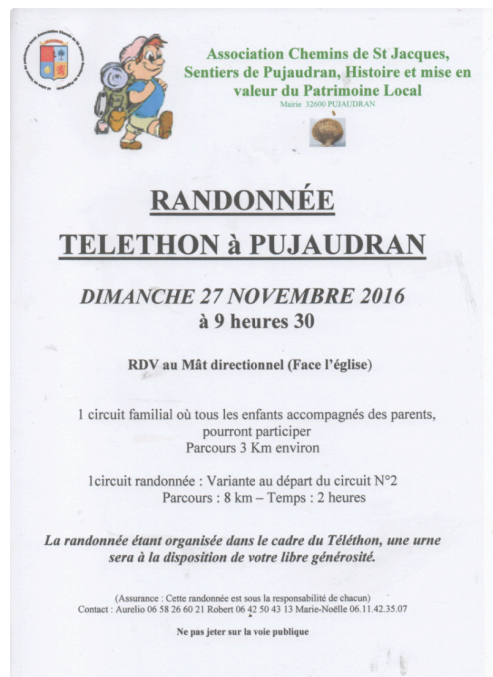 Association Chemins de St Jacques,
Sentiers de Pujaudran, Histoire et mise en
valeur du Patrimoine Local
Mairie 32600 PUJAUDRAN
RANDONNÉE
TELETHON à PUJAUDRAN
DIMANCHE 27 NOVEMBRE 2016
à 9 heures 30
RDV au Mât directionnel (Face l'église)
1 circuit familial où tous les enfants accompagnés des parents,
pourront participer
Parcours 3 Km environ
1circuit randonnée : Variante au départ du circuit N°2
Parcours : 8 km – Temps : 2 heures
La randonnée étant organisée dans le cadre du Téléthon, une urne
sera à la disposition de votre libre générosité.
(Assurance : Cette randonnée est sous la responsabilité de chacun)
Contact : Aurelio 06 58 26 60 21 Robert 06 42 50 43 13 Marie-Noëlle 06.11.42.35.07
Ne pas jeter sur la voie publique